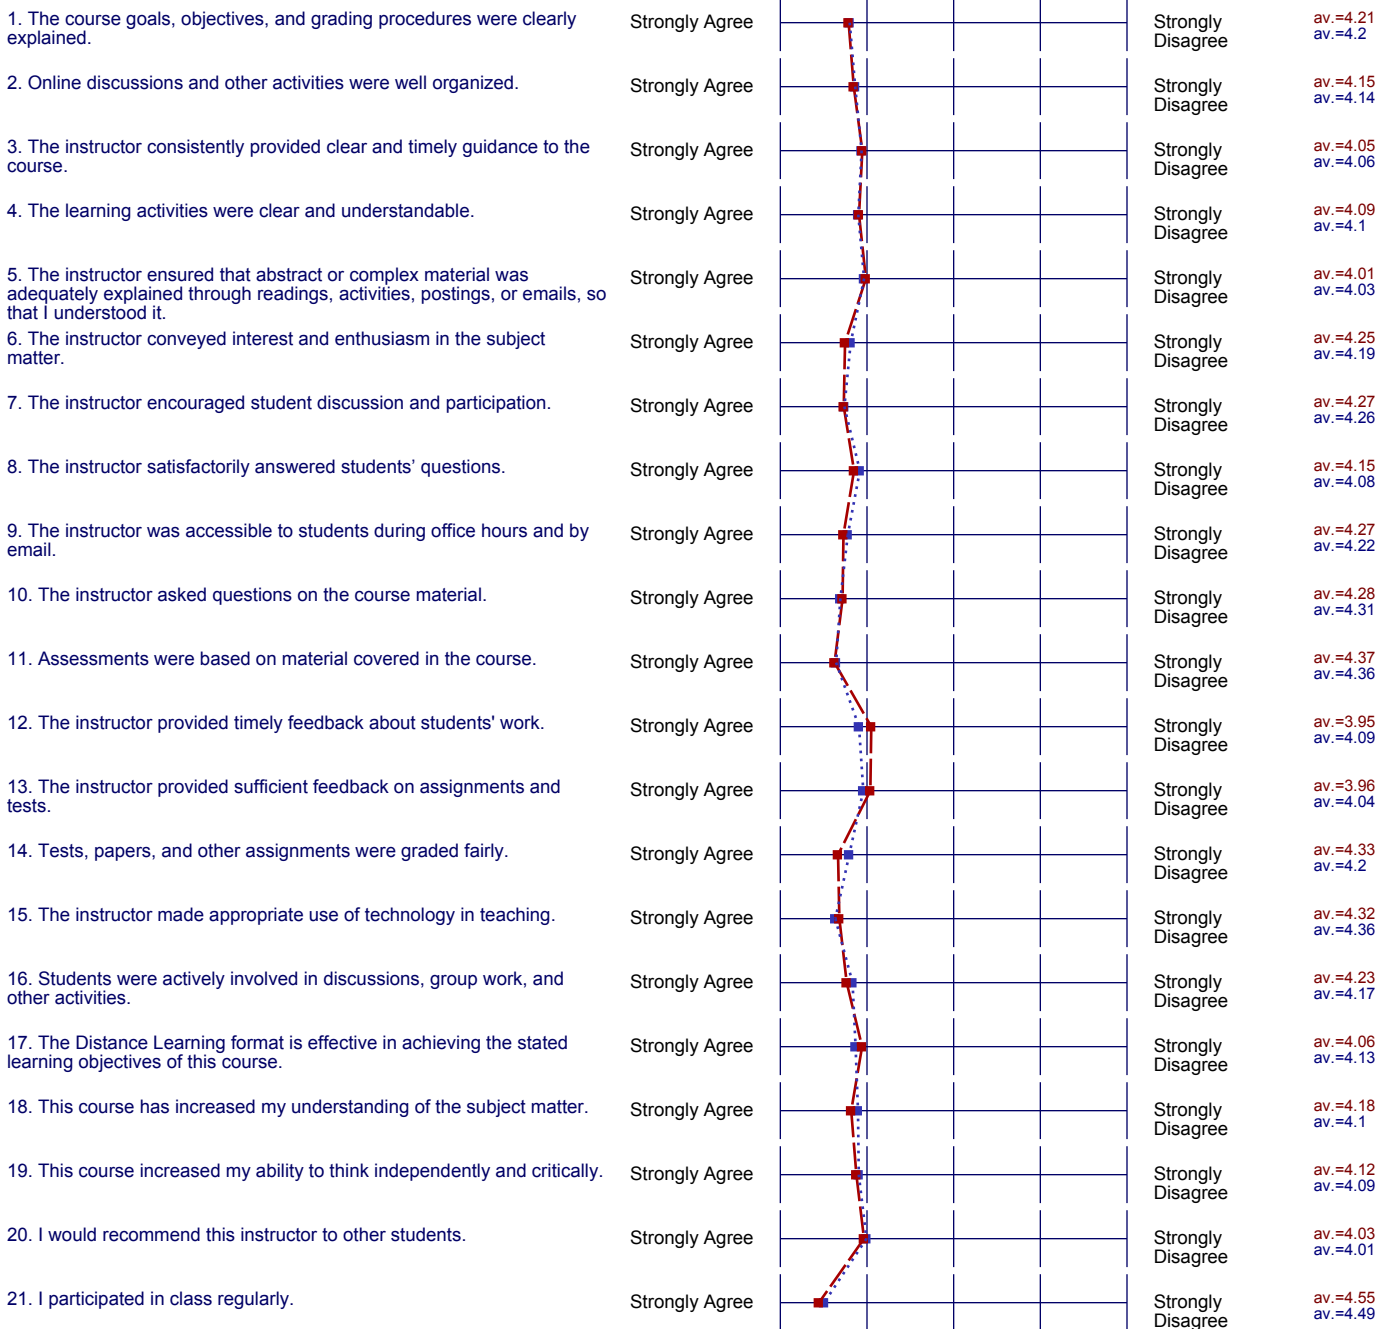 1. The course goals, objectives, and grading procedures were clearly
explained.
Strongly Agree
Strongly
Disagree
av.=4.21
av.=4.2
2. Online discussions and other activities were well organized.
Strongly Agree
Strongly
Disagree
av.=4.15
av.=4.14
3. The instructor consistently provided clear and timely guidance to the
course.
Strongly Agree
Strongly
Disagree
av.=4.05
av.=4.06
4. The learning activities were clear and understandable.
Strongly Agree
Strongly
Disagree
av.=4.09
av.=4.1
5. The instructor ensured that abstract or complex material was
adequately explained through readings, activities, postings, or emails, so
that I understood it.
Strongly Agree
Strongly
Disagree
av.=4.01
av.=4.03
6. The instructor conveyed interest and enthusiasm in the subject
matter.
Strongly Agree
Strongly
Disagree
av.=4.25
av.=4.19
7. The instructor encouraged student discussion and participation.
Strongly Agree
Strongly
Disagree
av.=4.27
av.=4.26
8. The instructor satisfactorily answered students’ questions.
Strongly Agree
Strongly
Disagree
av.=4.15
av.=4.08
9. The instructor was accessible to students during office hours and by
email.
Strongly Agree
Strongly
Disagree
av.=4.27
av.=4.22
10. The instructor asked questions on the course material.
Strongly Agree
Strongly
Disagree
av.=4.28
av.=4.31
11. Assessments were based on material covered in the course.
Strongly Agree
Strongly
Disagree
av.=4.37
av.=4.36
12. The instructor provided timely feedback about students' work.
Strongly Agree
Strongly
Disagree
av.=3.95
av.=4.09
13. The instructor provided sufficient feedback on assignments and
tests.
Strongly Agree
Strongly
Disagree
av.=3.96
av.=4.04
14. Tests, papers, and other assignments were graded fairly.
Strongly Agree
Strongly
Disagree
av.=4.33
av.=4.2
15. The instructor made appropriate use of technology in teaching.
Strongly Agree
Strongly
Disagree
av.=4.32
av.=4.36
16. Students were actively involved in discussions, group work, and
other activities.
Strongly Agree
Strongly
Disagree
av.=4.23
av.=4.17
17. The Distance Learning format is effective in achieving the stated
learning objectives of this course.
Strongly Agree
Strongly
Disagree
av.=4.06
av.=4.13
18. This course has increased my understanding of the subject matter.
Strongly Agree
Strongly
Disagree
av.=4.18
av.=4.1
19. This course increased my ability to think independently and critically.
Strongly Agree
Strongly
Disagree
av.=4.12
av.=4.09
20. I would recommend this instructor to other students.
Strongly Agree
Strongly
Disagree
av.=4.03
av.=4.01
21. I participated in class regularly.
Strongly Agree
Strongly
Disagree
av.=4.55
av.=4.49